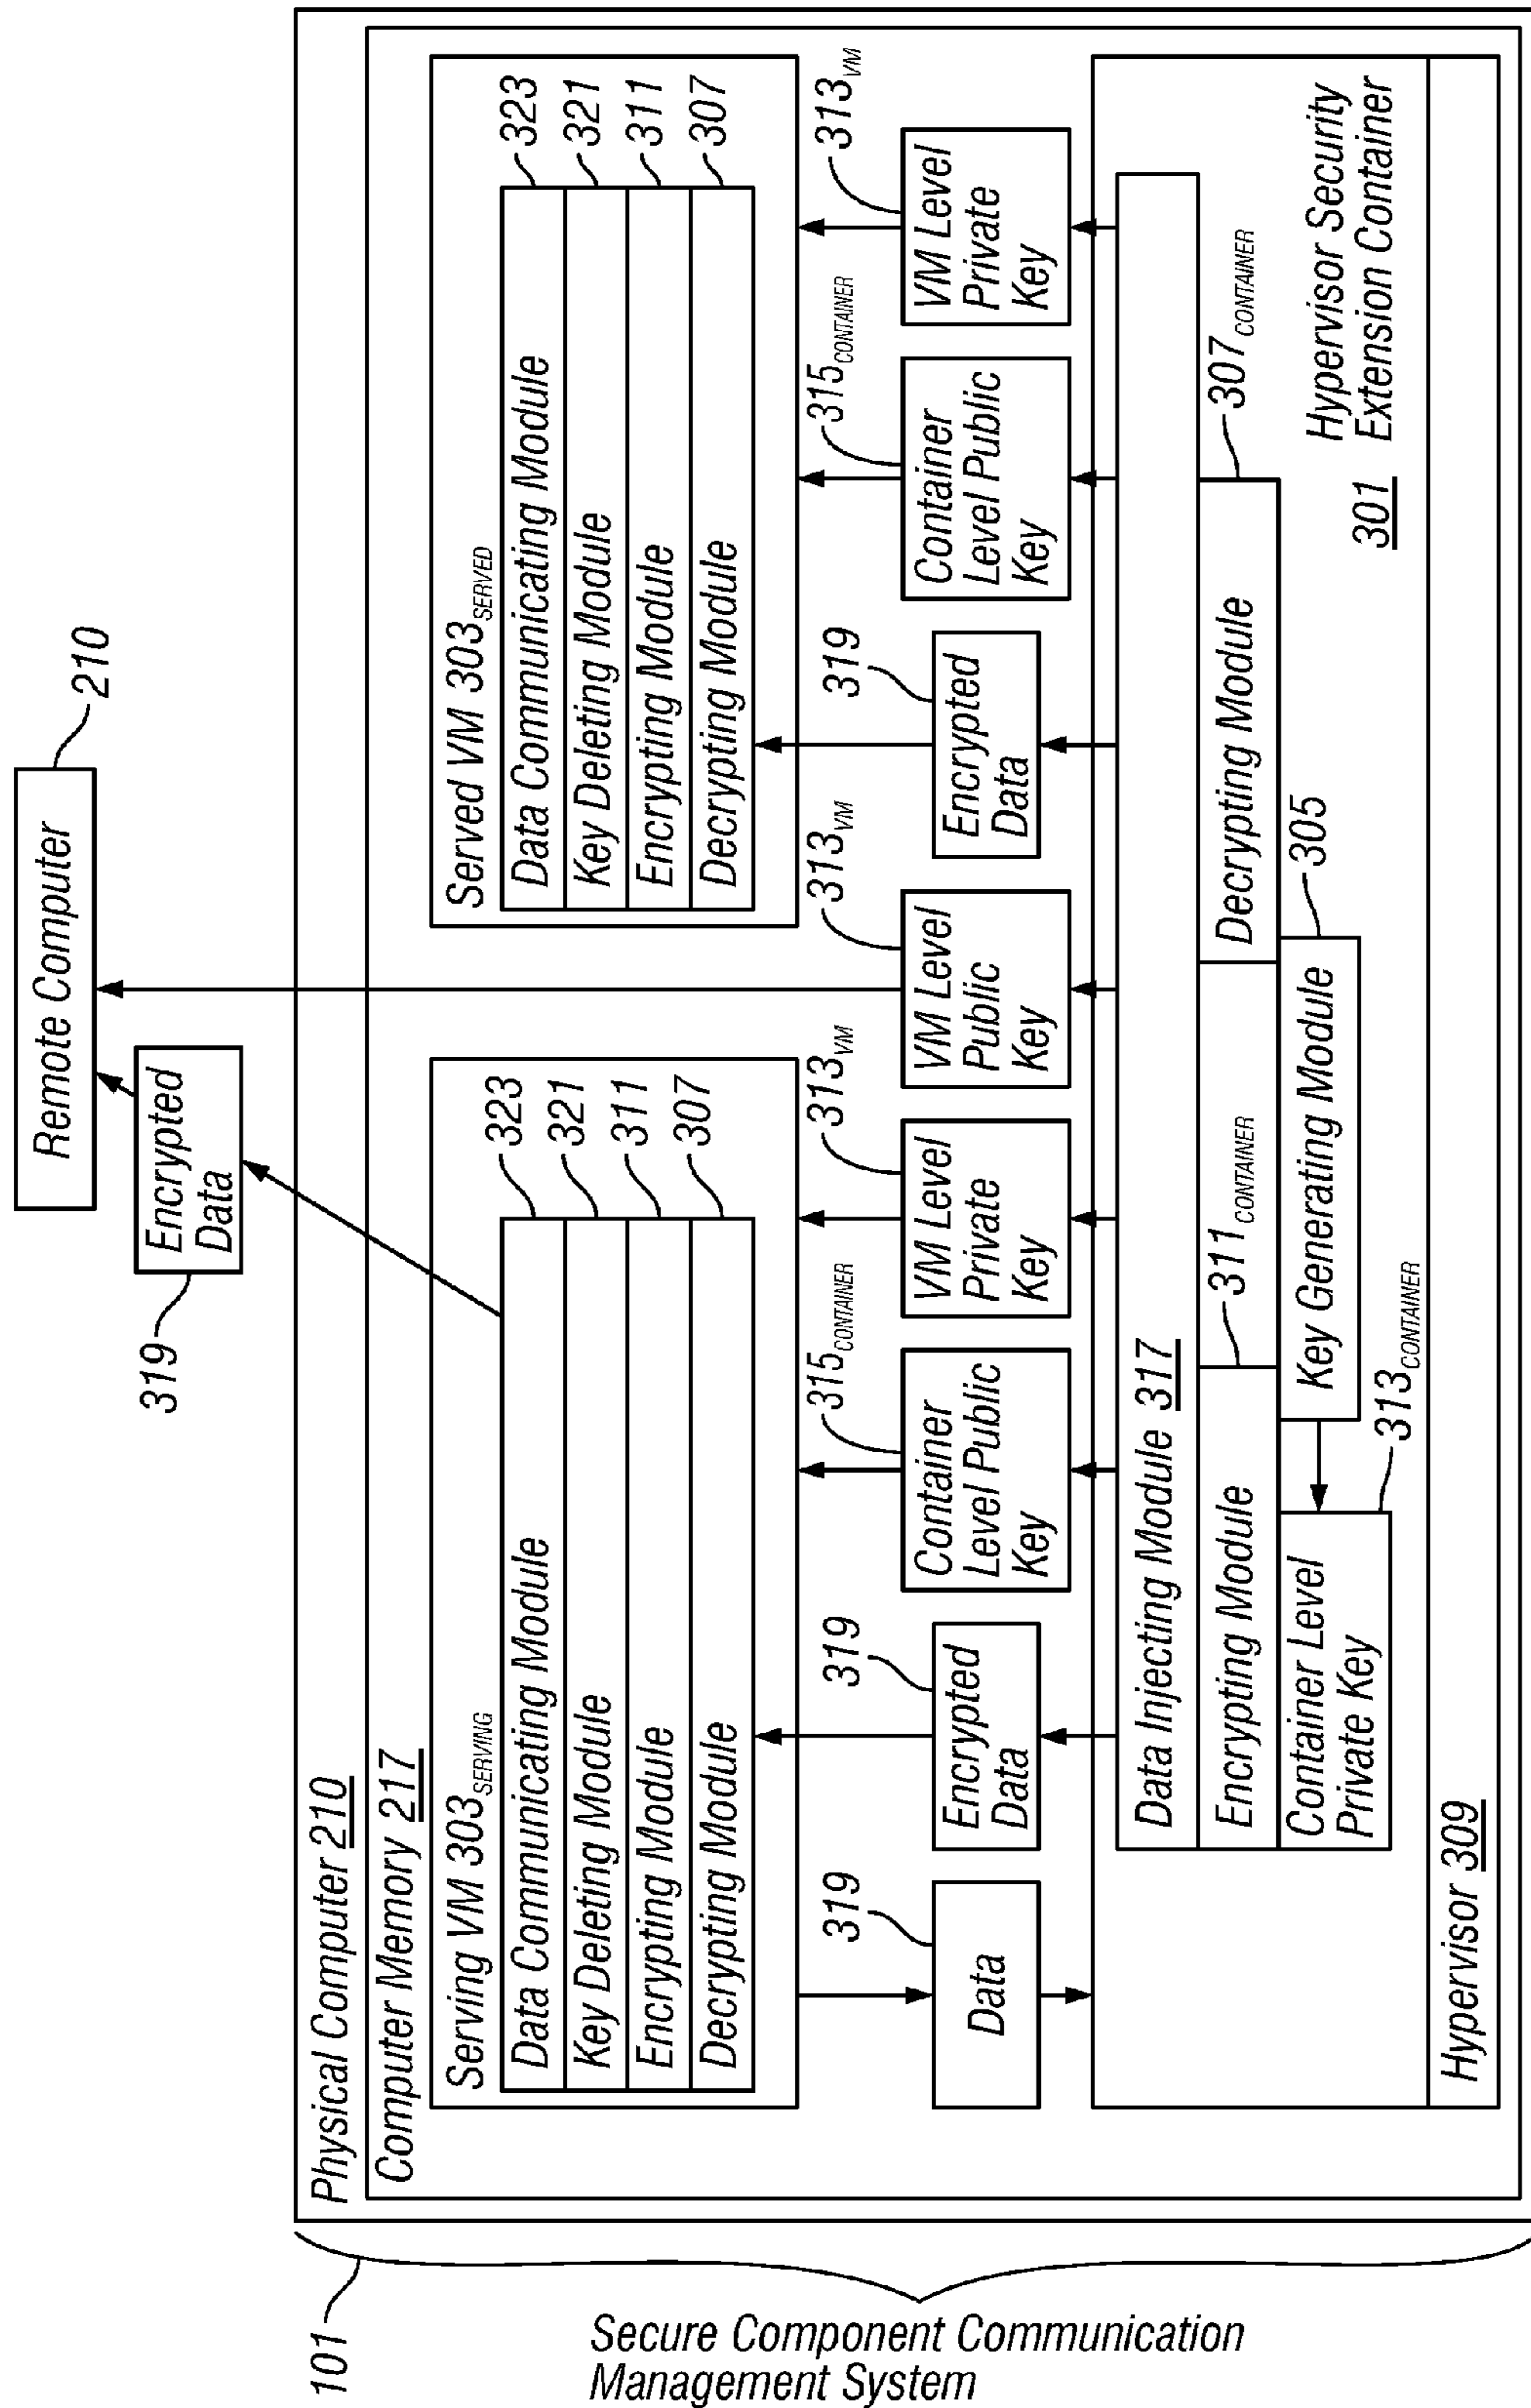 Remote Computer
210
Encrypted
Data
319
101
Secure Component Communication
Management System
Physical Computer 210
Computer Memory 217
Serving VM 303SERVING
Data Communicating Module
Key Deleting Module
Encrypting Module
Decrypting Module
323
321
311
307
Served VM 303SERVED
Data Communicating Module
Key Deleting Module
Encrypting Module
Decrypting Module
323
321
311
307
Data
319
Encrypted
Data
319
Container
Level Public
Key
315CONTAINER
VM Level
Private
Key
313VM
VM Level
Public
Key
313VM
Encrypted
Data
319
Container
Level Public
Key
315CONTAINER
VM Level
Private
Key
313VM
Data Injecting Module 317
Encrypting Module
311CONTAINER
Decrypting Module
307CONTAINER
Container Level
Private Key
313CONTAINER
Key Generating Module
305
301
Hypervisor Security
Extension Container
Hypervisor 309